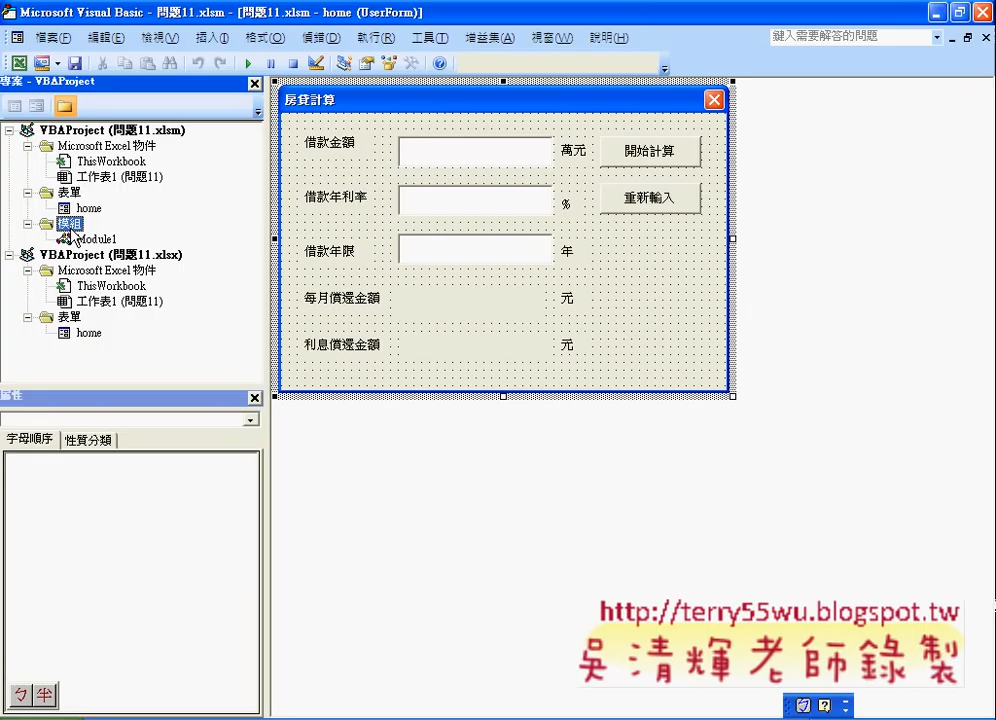 Microsoft Visual Basic - 問題11.xlsm - [問題11.xlsm - home (UserForm)]
檔案(F) 編輯(E) 檢視(V) 插入(I) 格式(O) 偵錯(D) 執行(R) 工具(T) 增益集(A) 視窗(W) 說明(H) 鍵入需要解答的問題
專案 - VBAProject
VBAProject (問題11.xlsm)
Microsoft Excel 物件
ThisWorkbook
工作表1 (問題11)
表單
home
模組
Module1
VBAProject (問題11.xlsx)
Microsoft Excel 物件
ThisWorkbook
工作表1 (問題11)
表單
home
屬性
字母順序 性質分類
房貸計算
借款金額 萬元 開始計算
借款年利率 % 重新輸入
借款年限 年
每月償還金額 元
利息償還金額 元
http://terry55wu.blogspot.tw
吳清輝老師錄製
ㄅ 半